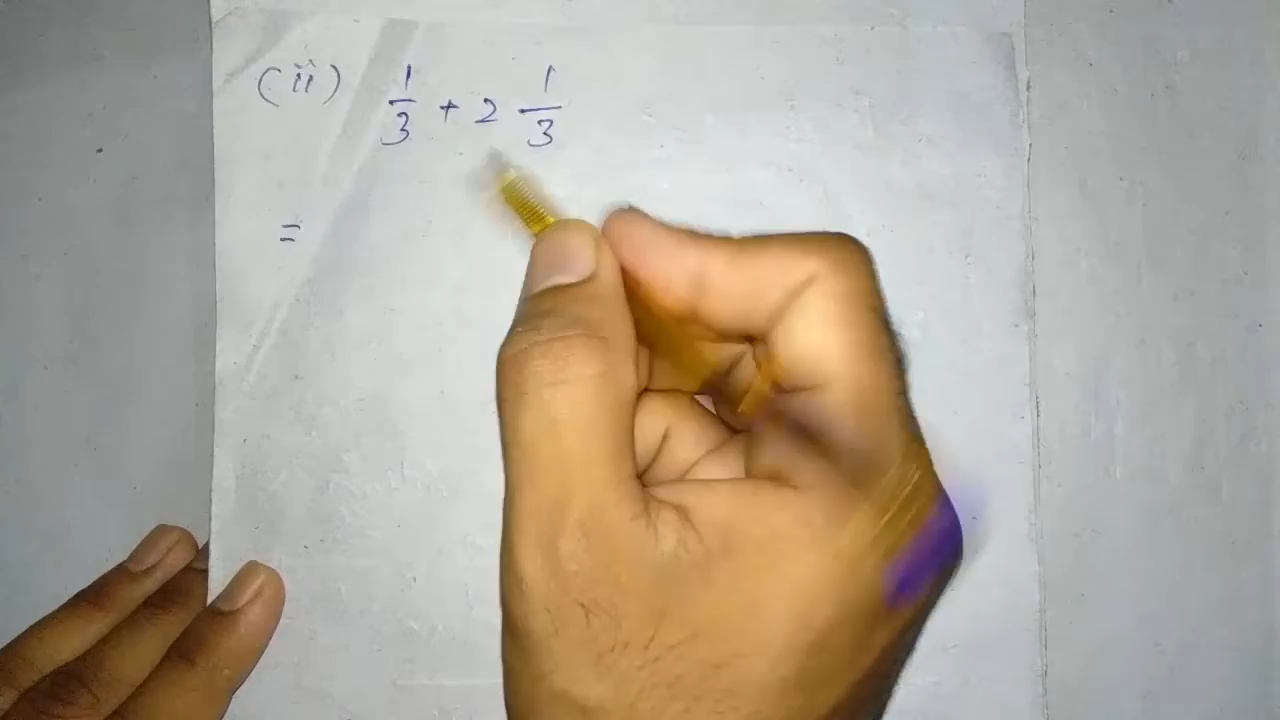 (ii) 1/3 + 2 1/3
=